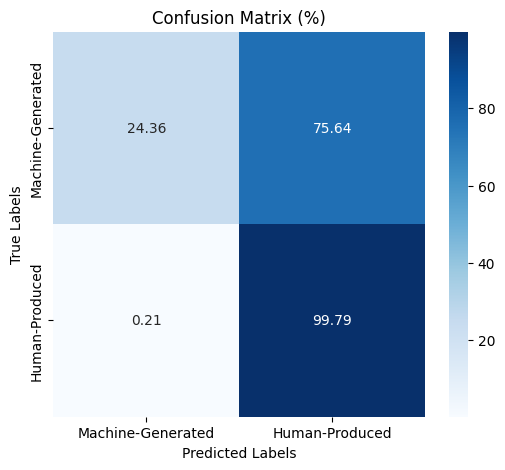 Confusion Matrix (%)
True Labels
Machine-Generated
Human-Produced
24.36
75.64
0.21
99.79
80
60
40
20
Machine-Generated
Human-Produced
Predicted Labels